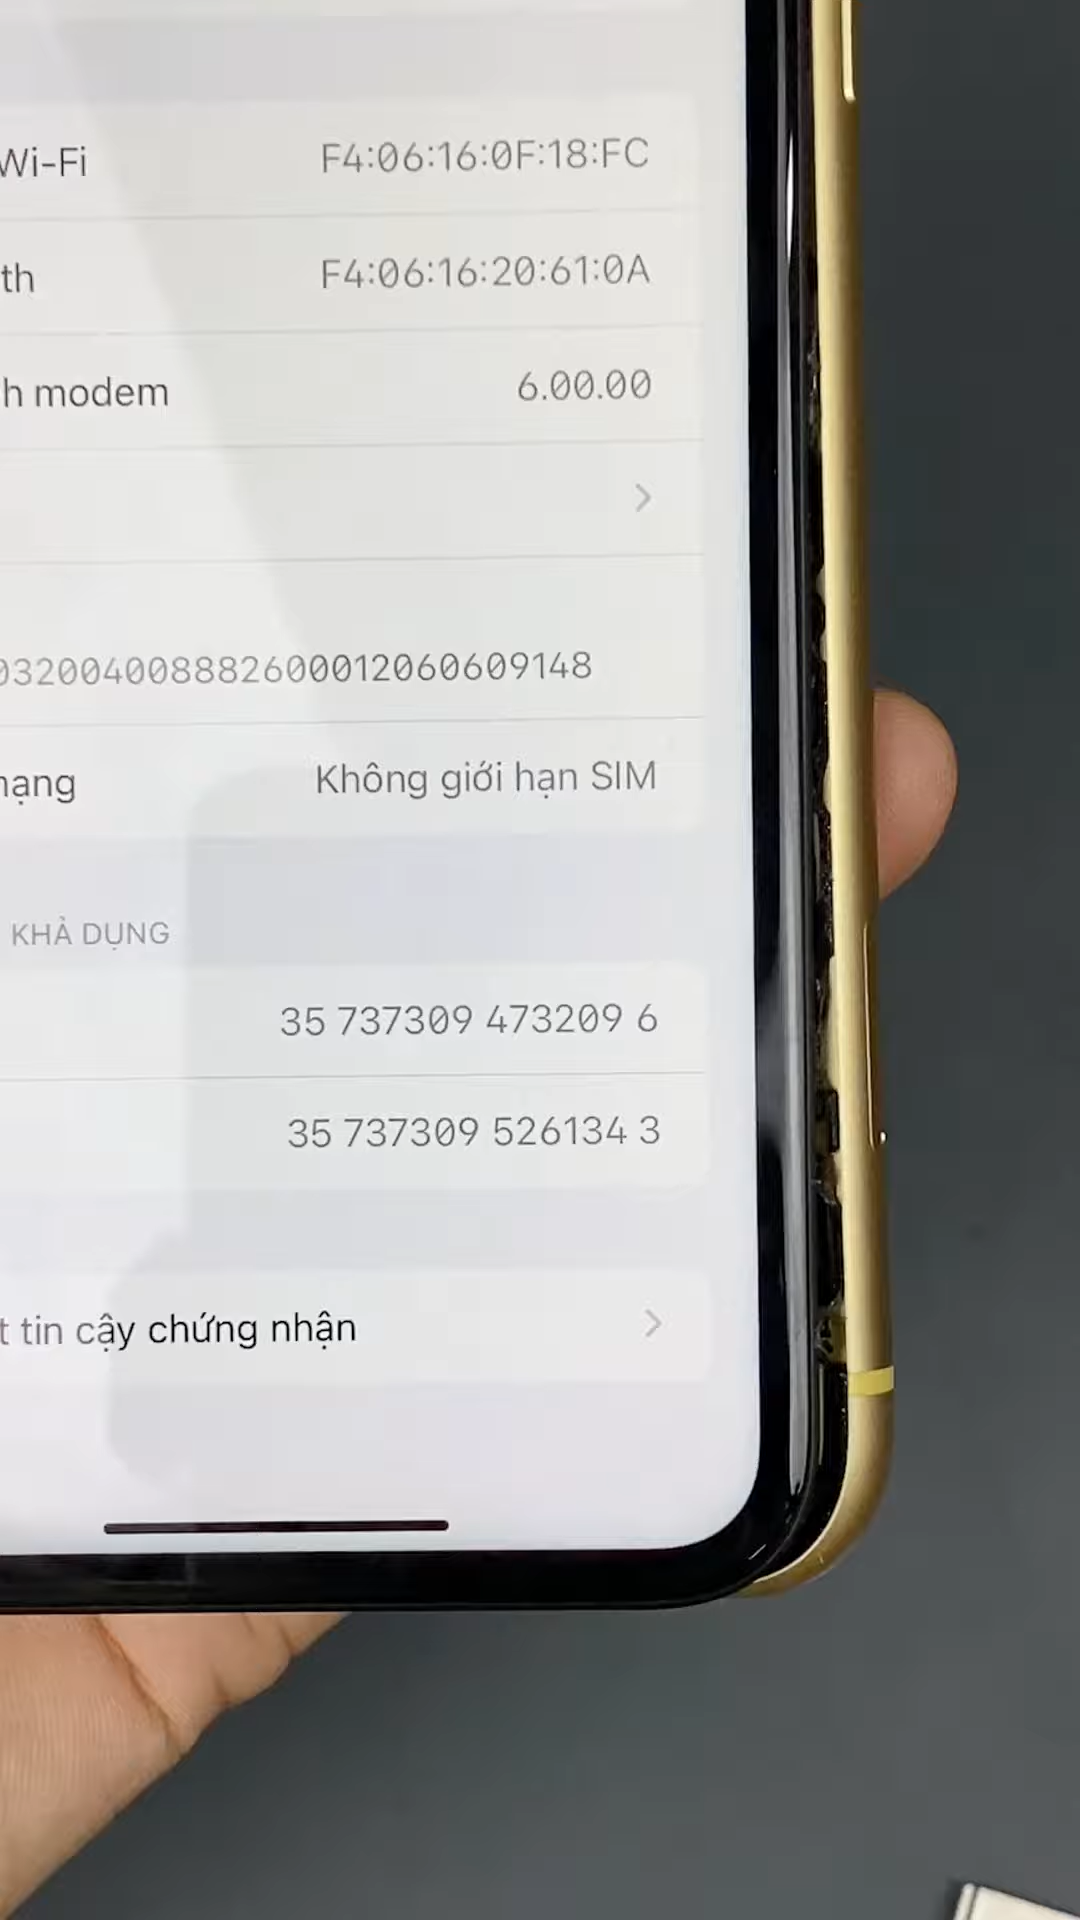 Wi-Fi F4:06:16:0F:18:FC
th F4:06:16:20:61:0A
h modem 6.00.00
032004008882600012060609148
mạng Không giới hạn SIM
KHẢ DỤNG
35 737309 473209 6
35 737309 526134 3
t tin cậy chứng nhận